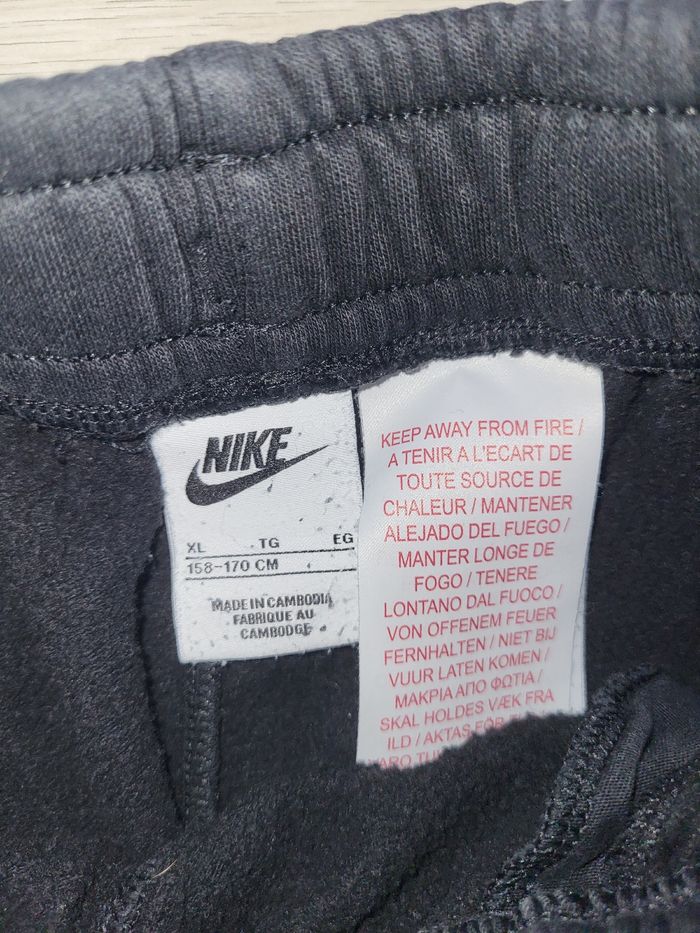 NIKE
XL TG EG
158-170 CM
MADE IN CAMBODIA
FABRIQUE AU
CAMBODGE
KEEP AWAY FROM FIRE /
A TENIR A L'ECART DE
TOUTE SOURCE DE
CHALEUR / MANTENER
ALEJADO DEL FUEGO /
MANTER LONGE DE
FOGO / TENERE
LONTANO DAL FUOCO /
VON OFFENEM FEUER
FERNHALTEN / NIET BIJ
VUUR LATEN KOMEN /
ΜΑΚΡΙΑ ΑΠΟ ΦΩΤΙΑ /
SKAL HOLDES VÆK FRA
ILD / AKTAS FÖR